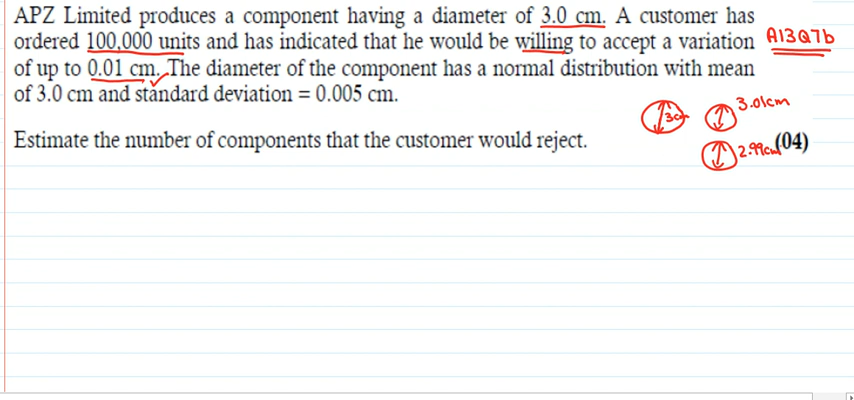 APZ Limited produces a component having a diameter of 3.0 cm. A customer has
ordered 100,000 units and has indicated that he would be willing to accept a variation
A13Q7b
of up to 0.01 cm. The diameter of the component has a normal distribution with mean
of 3.0 cm and standard deviation = 0.005 cm.
3cm
3.01cm
Estimate the number of components that the customer would reject.
2.99cm
(04)